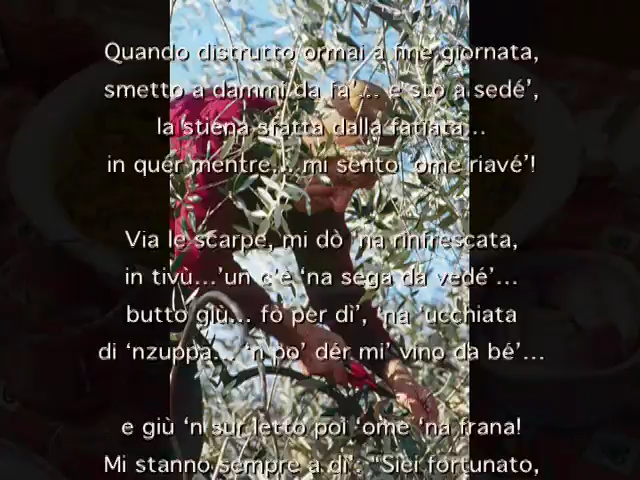 Quando distrutto ormai a fine giornata,
smetto a dammi da fa'... e sto a sedé',
la stiena sfatta dalla fatiata...
in quer mentre... mi sento 'ome riavé'!
Via le scarpe, mi dò 'na rinfrescata,
in tivù...'un c'è 'na sega da vedé'...
butto giù... fo per dì', 'na 'ucchiata
di 'nzuppa... 'n po' dér mi' vino da bé'...
e giù 'n sur letto poi 'ome 'na frana!
Mi stanno sempre a dì': "Siei fortunato,